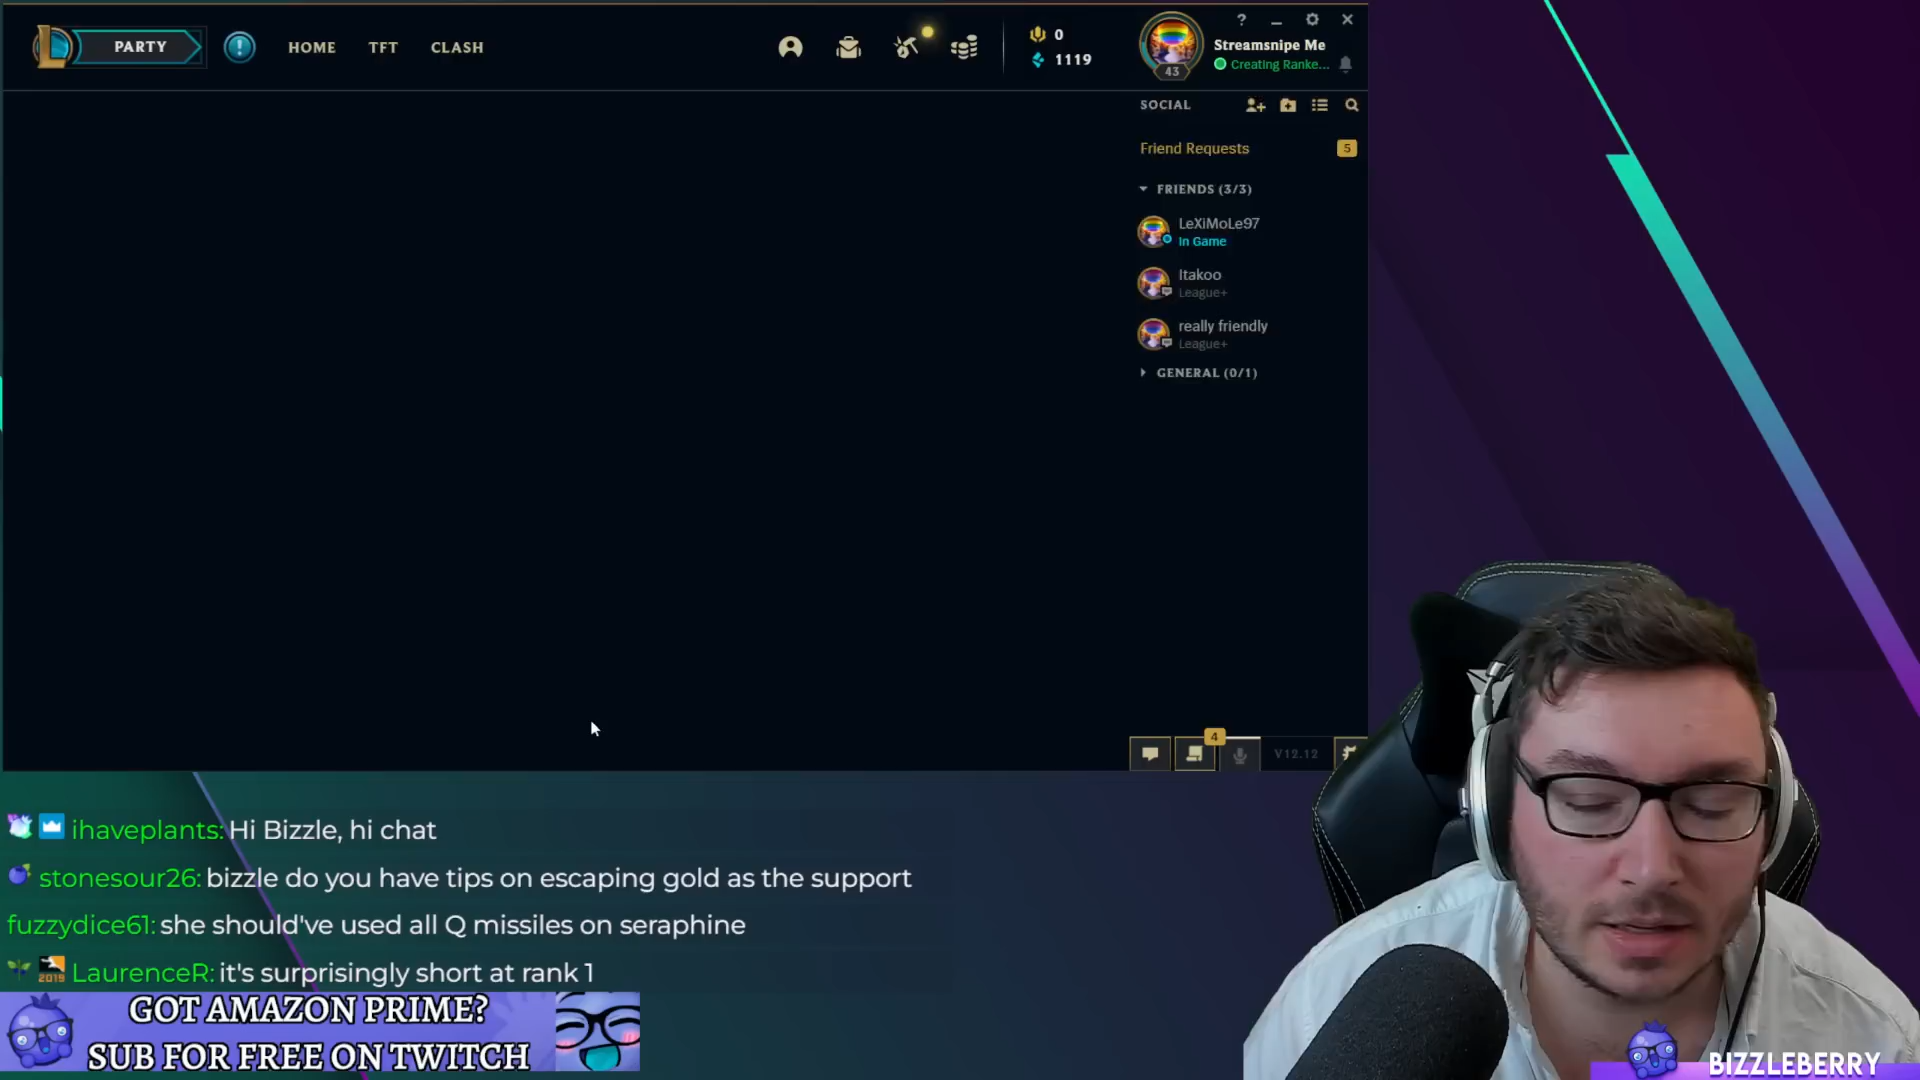 PARTY
HOME
TFT
CLASH
0
1119
43
?
Streamsnipe Me
Creating Ranke...
SOCIAL
Friend Requests
5
FRIENDS (3/3)
LeXiMoLe97
In Game
Itakoo
League+
really friendly
League+
GENERAL (0/1)
4
V12.12
ihaveplants: Hi Bizzle, hi chat
stonesour26: bizzle do you have tips on escaping gold as the support
fuzzydice61: she should've used all Q missiles on seraphine
2019
LaurenceR: it's surprisingly short at rank 1
GOT AMAZON PRIME?
SUB FOR FREE ON TWITCH
BIZZLEBERRY